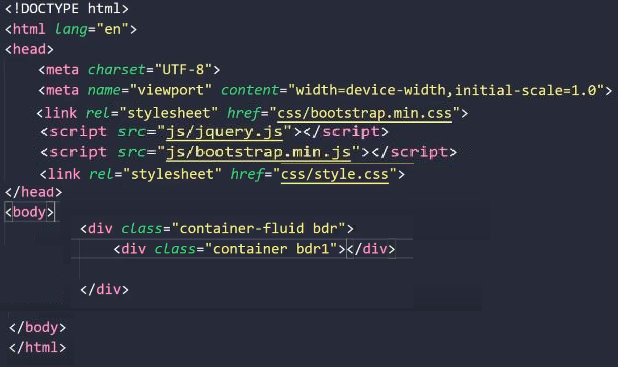 <!DOCTYPE html>
<html lang="en">
<head>
<meta charset="UTF-8">
<meta name="viewport" content="width=device-width,initial-scale=1.0">
<link rel="stylesheet" href="css/bootstrap.min.css">
<script src="js/jquery.js"></script>
<script src="js/bootstrap.min.js"></script>
<link rel="stylesheet" href="css/style.css">
</head>
<body>
<div class="container-fluid bdr">
<div class="container bdr1"></div>
</div>
</body>
</html>